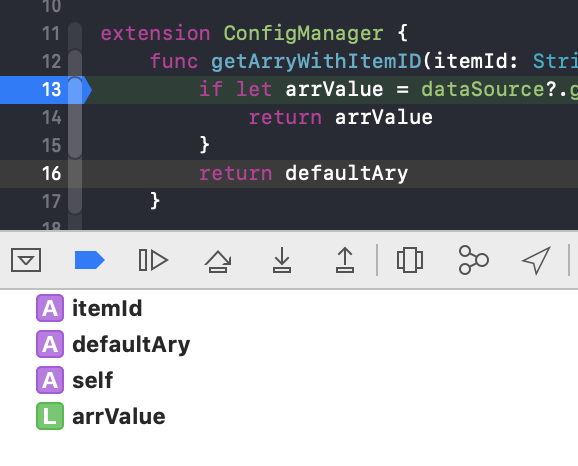 10
11 extension ConfigManager {
12 func getArryWithItemID(itemId: Stri
13 if let arrValue = dataSource?.g
14 return arrValue
15 }
16 return defaultAry
17 }
18
A itemId
A defaultAry
A self
L arrValue